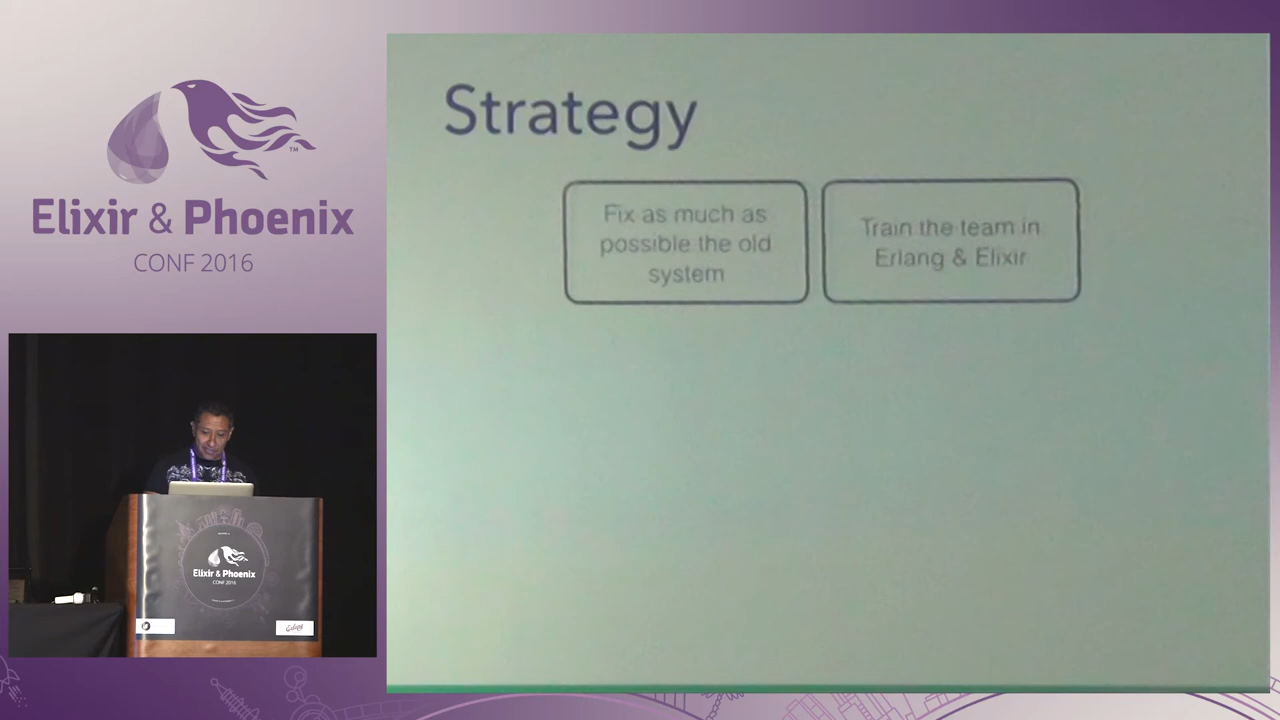 Elixir & Phoenix
CONF 2016
TM
Strategy
Fix as much as
possible the old
system
Train the team in
Erlang & Elixir
Elixir & Phoenix
CONF 2016